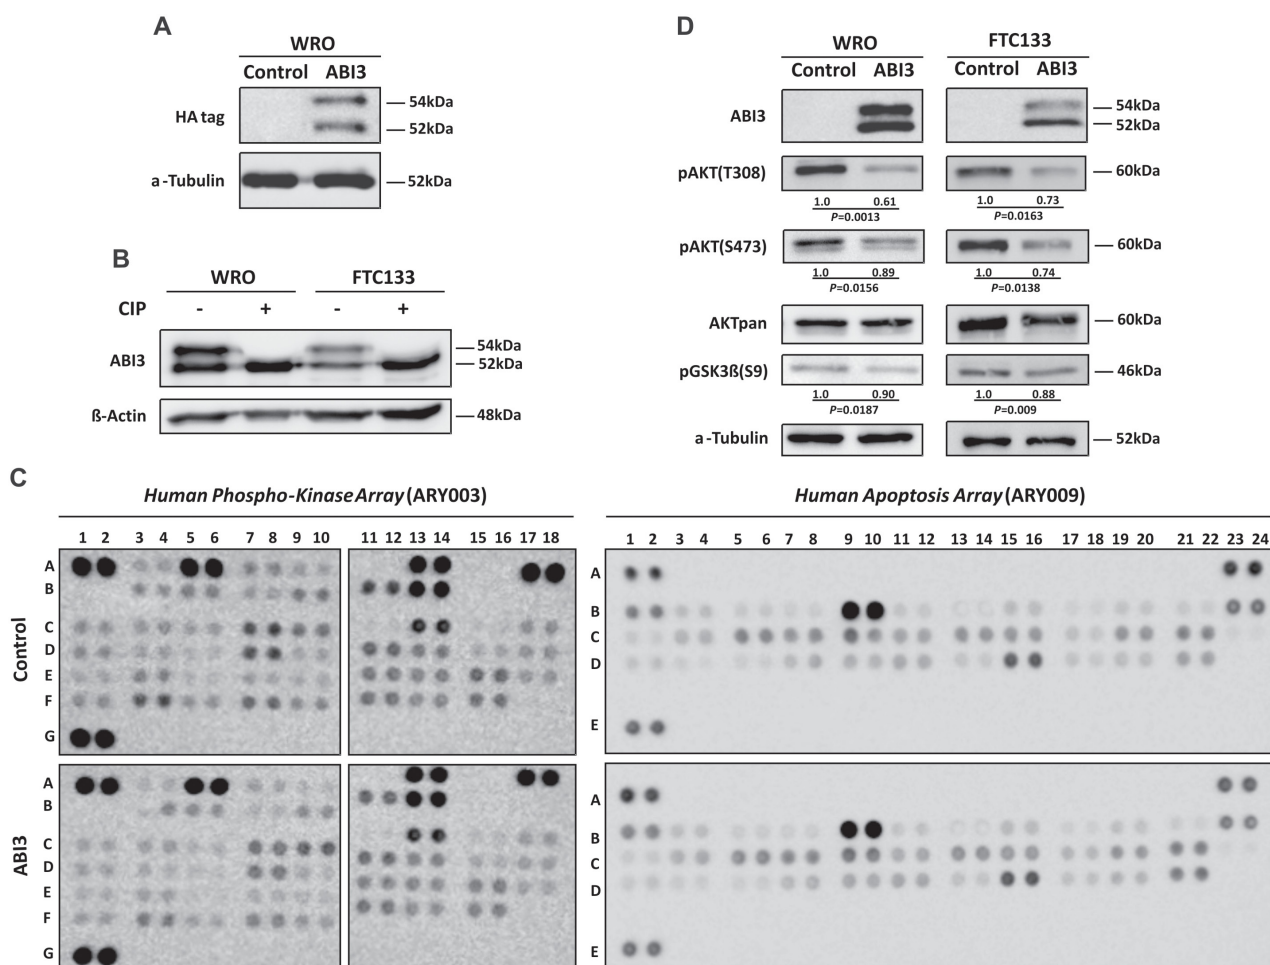 A
WRO
Control ABI3
HA tag
54kDa
52kDa
a-Tubulin
52kDa
B
WRO FTC133
CIP - + - +
ABI3
54kDa
52kDa
ß-Actin
48kDa
D
WRO FTC133
Control ABI3 Control ABI3
ABI3
54kDa
52kDa
pAKT(T308)
60kDa
1.0 0.61 1.0 0.73
P=0.0013 P=0.0163
pAKT(S473)
60kDa
1.0 0.89 1.0 0.74
P=0.0156 P=0.0138
AKTpan
60kDa
pGSK3ß(S9)
46kDa
1.0 0.90 1.0 0.88
P=0.0187 P=0.009
a-Tubulin
52kDa
C
Human Phospho-Kinase Array (ARY003)
1 2 3 4 5 6 7 8 9 10 11 12 13 14 15 16 17 18
Control
A
B
C
D
E
F
G
ABI3
A
B
C
D
E
F
G
Human Apoptosis Array (ARY009)
1 2 3 4 5 6 7 8 9 10 11 12 13 14 15 16 17 18 19 20 21 22 23 24
A
B
C
D
E
A
B
C
D
E